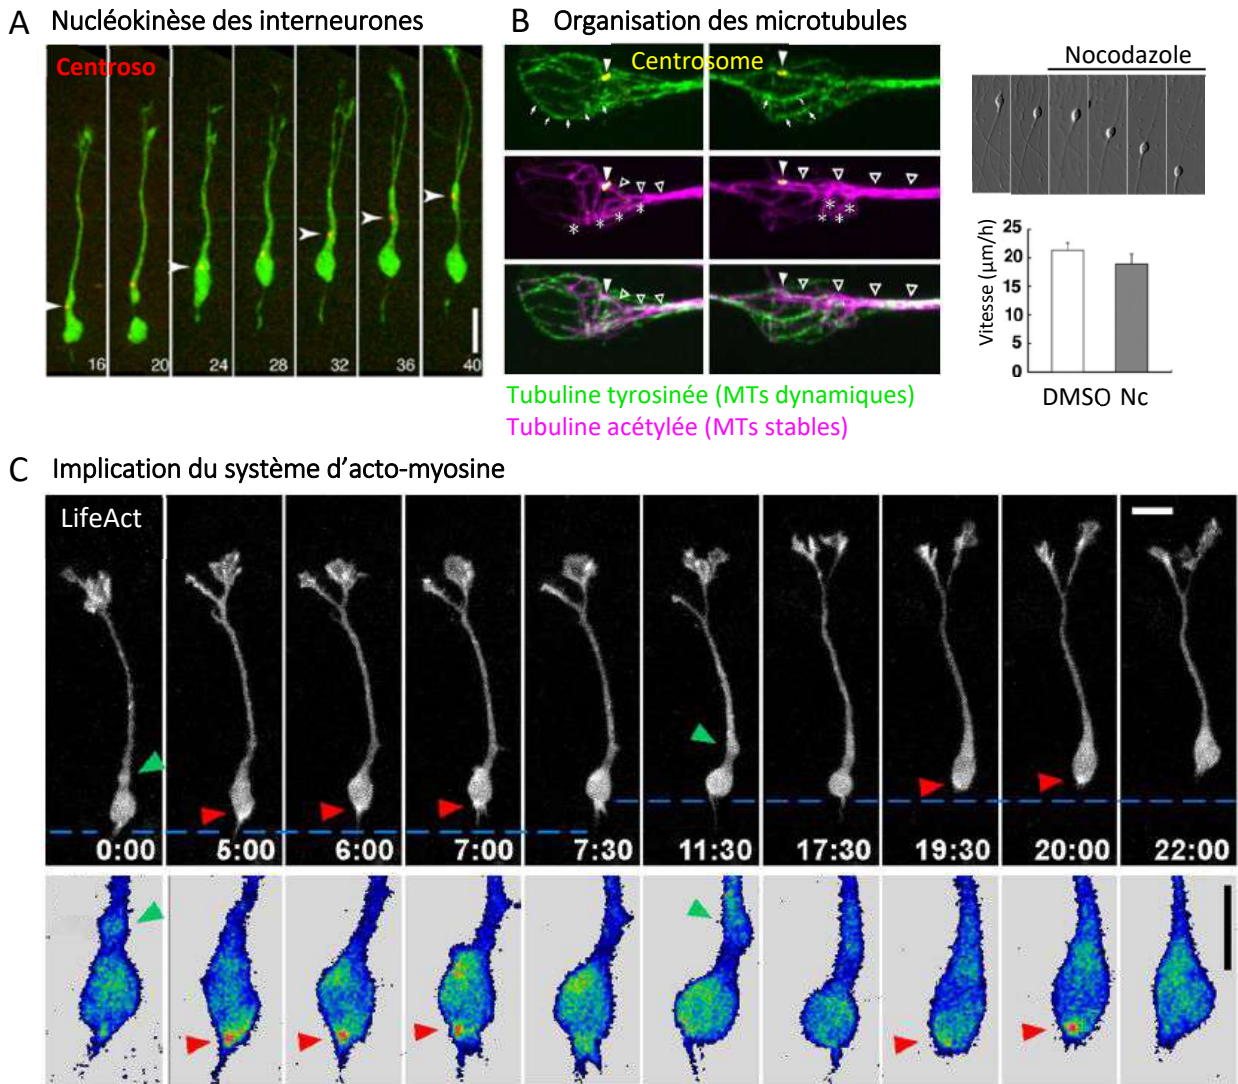 A Nucléokinèse des interneurones
Centroso
16 20 24 28 32 36 40
B Organisation des microtubules
Centrosome
Tubuline tyrosinée (MTs dynamiques)
Tubuline acétylée (MTs stables)
Nocodazole
Vitesse (µm/h)
25
20
15
10
5
0
DMSO Nc
C Implication du système d’acto-myosine
LifeAct
0:00 5:00 6:00 7:00 7:30 11:30 17:30 19:30 20:00 22:00